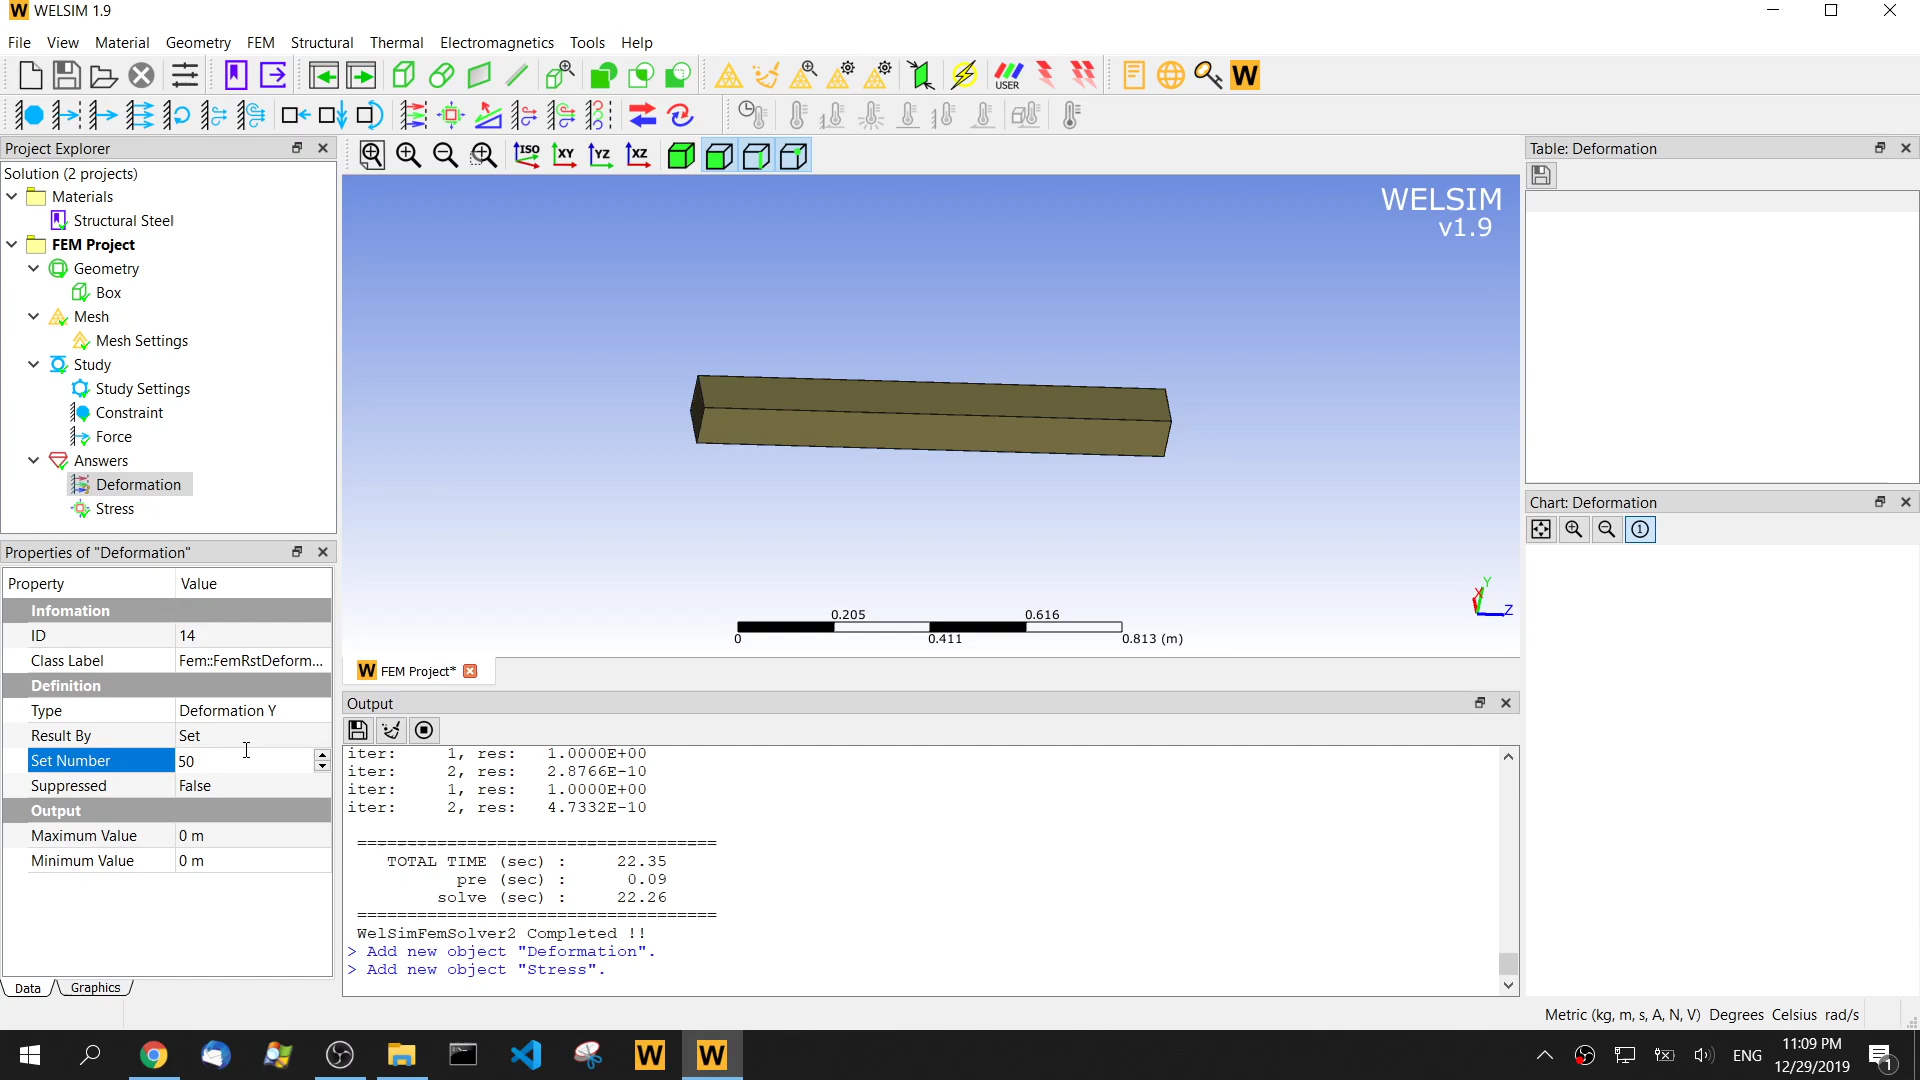 WELSIM 1.9
File View Material Geometry FEM Structural Thermal Electromagnetics Tools Help
USER
W
Project Explorer
Solution (2 projects)
Materials
Structural Steel
FEM Project
Geometry
Box
Mesh
Mesh Settings
Study
Study Settings
Constraint
Force
Answers
Deformation
Stress
Properties of "Deformation"
Property Value
Infomation
ID 14
Class Label Fem::FemRstDeform...
Definition
Type Deformation Y
Result By Set
Set Number 50
Suppressed False
Output
Maximum Value 0 m
Minimum Value 0 m
Data Graphics
ISO XY YZ XZ
WELSIM
v1.9
Y
X
Z
0.205 0.616
0 0.411 0.813 (m)
FEM Project*
Output
iter: 1, res: 1.0000E+00
iter: 2, res: 2.8766E-10
iter: 1, res: 1.0000E+00
iter: 2, res: 4.7332E-10
===================================
TOTAL TIME (sec) : 22.35
pre (sec) : 0.09
solve (sec) : 22.26
===================================
WelSimFemSolver2 Completed !!
> Add new object "Deformation".
> Add new object "Stress".
Table: Deformation
Chart: Deformation
1
Metric (kg, m, s, A, N, V) Degrees Celsius rad/s
ENG
11:09 PM
12/29/2019
1